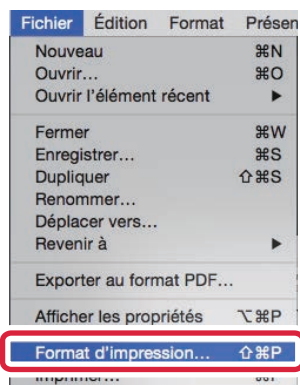 Fichier Édition Format Présen
Nouveau ⌘N
Ouvrir... ⌘O
Ouvrir l'élément récent ▶
Fermer ⌘W
Enregistrer... ⌘S
Dupliquer ⇧⌘S
Renommer...
Déplacer vers...
Revenir à ▶
Exporter au format PDF...
Afficher les propriétés ⌥⌘P
Format d'impression... ⇧⌘P
Imprimer... ⌘P